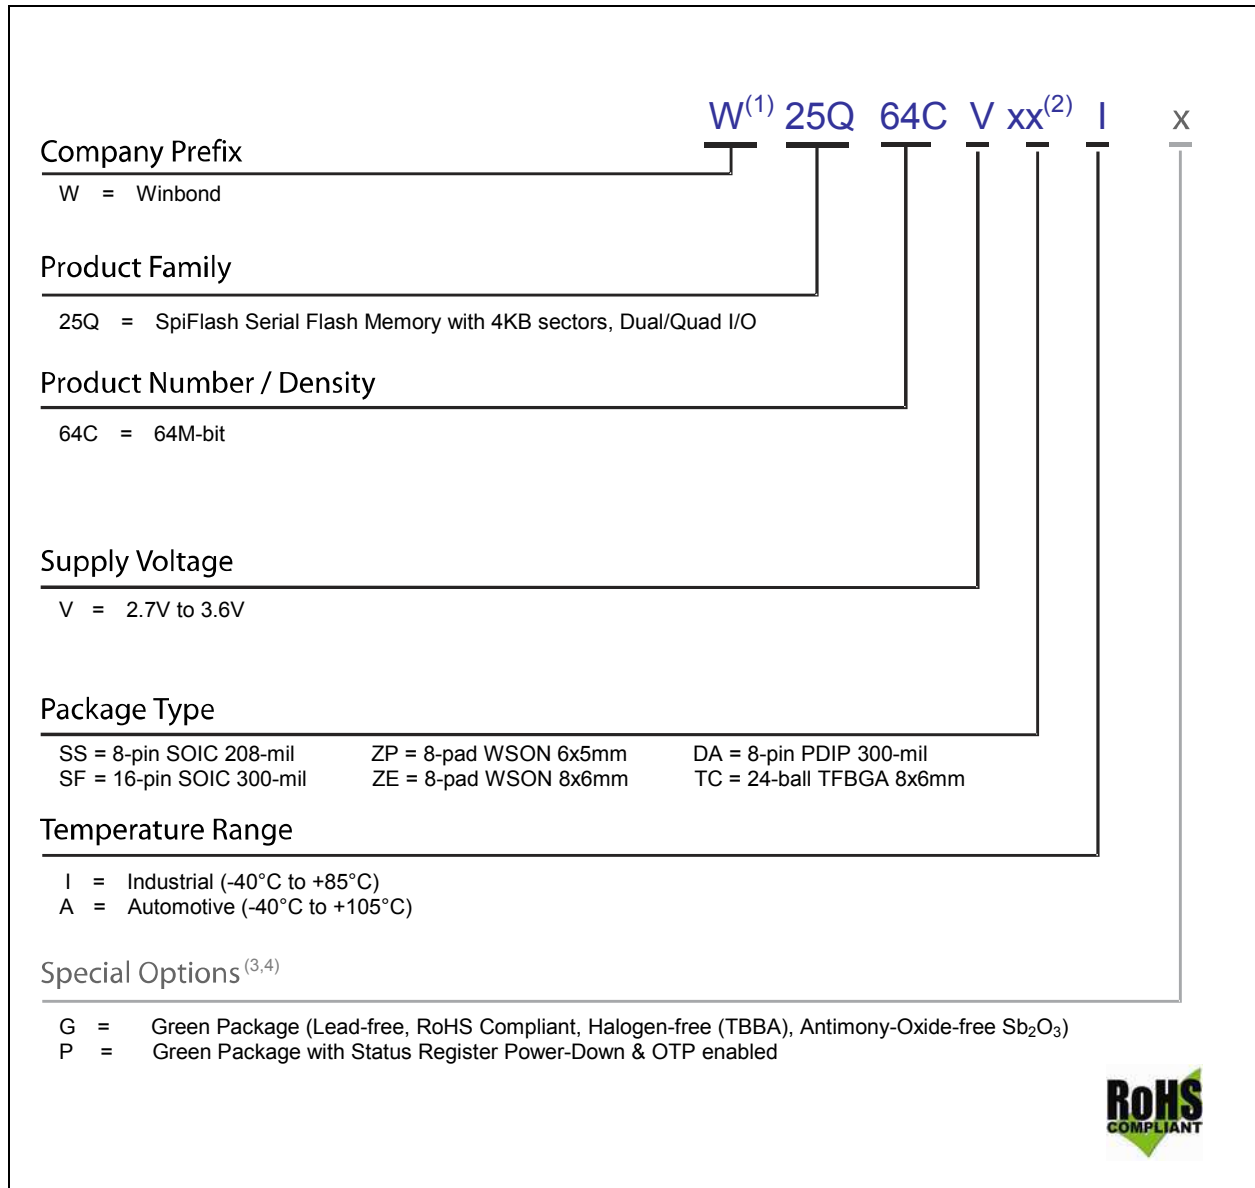 W(1) 25Q 64C V xx(2) I x
Company Prefix
W = Winbond
Product Family
25Q = SpiFlash Serial Flash Memory with 4KB sectors, Dual/Quad I/O
Product Number / Density
64C = 64M-bit
Supply Voltage
V = 2.7V to 3.6V
Package Type
SS = 8-pin SOIC 208-mil ZP = 8-pad WSON 6x5mm DA = 8-pin PDIP 300-mil
SF = 16-pin SOIC 300-mil ZE = 8-pad WSON 8x6mm TC = 24-ball TFBGA 8x6mm
Temperature Range
I = Industrial (-40°C to +85°C)
A = Automotive (-40°C to +105°C)
Special Options (3,4)
G = Green Package (Lead-free, RoHS Compliant, Halogen-free (TBBA), Antimony-Oxide-free Sb₂O₃)
P = Green Package with Status Register Power-Down & OTP enabled
RoHS
COMPLIANT